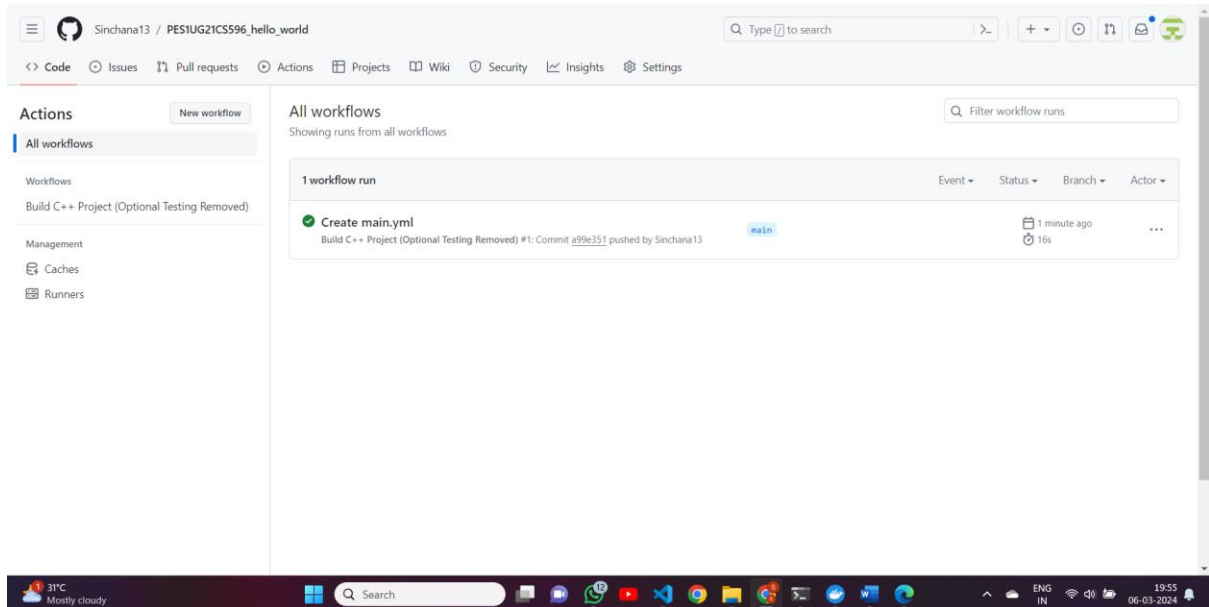 Sinchana13 / PES1UG21CS596_hello_world
Type / to search
Code Issues Pull requests Actions Projects Wiki Security Insights Settings
Actions New workflow
All workflows
Workflows
Build C++ Project (Optional Testing Removed)
Management
Caches
Runners
All workflows
Showing runs from all workflows
Filter workflow runs
1 workflow run Event Status Branch Actor
Create main.yml
Build C++ Project (Optional Testing Removed) #1: Commit a99e351 pushed by Sinchana13
main
1 minute ago
16s
1
31°C
Mostly cloudy
Search
12
ENG
IN
19:55
06-03-2024